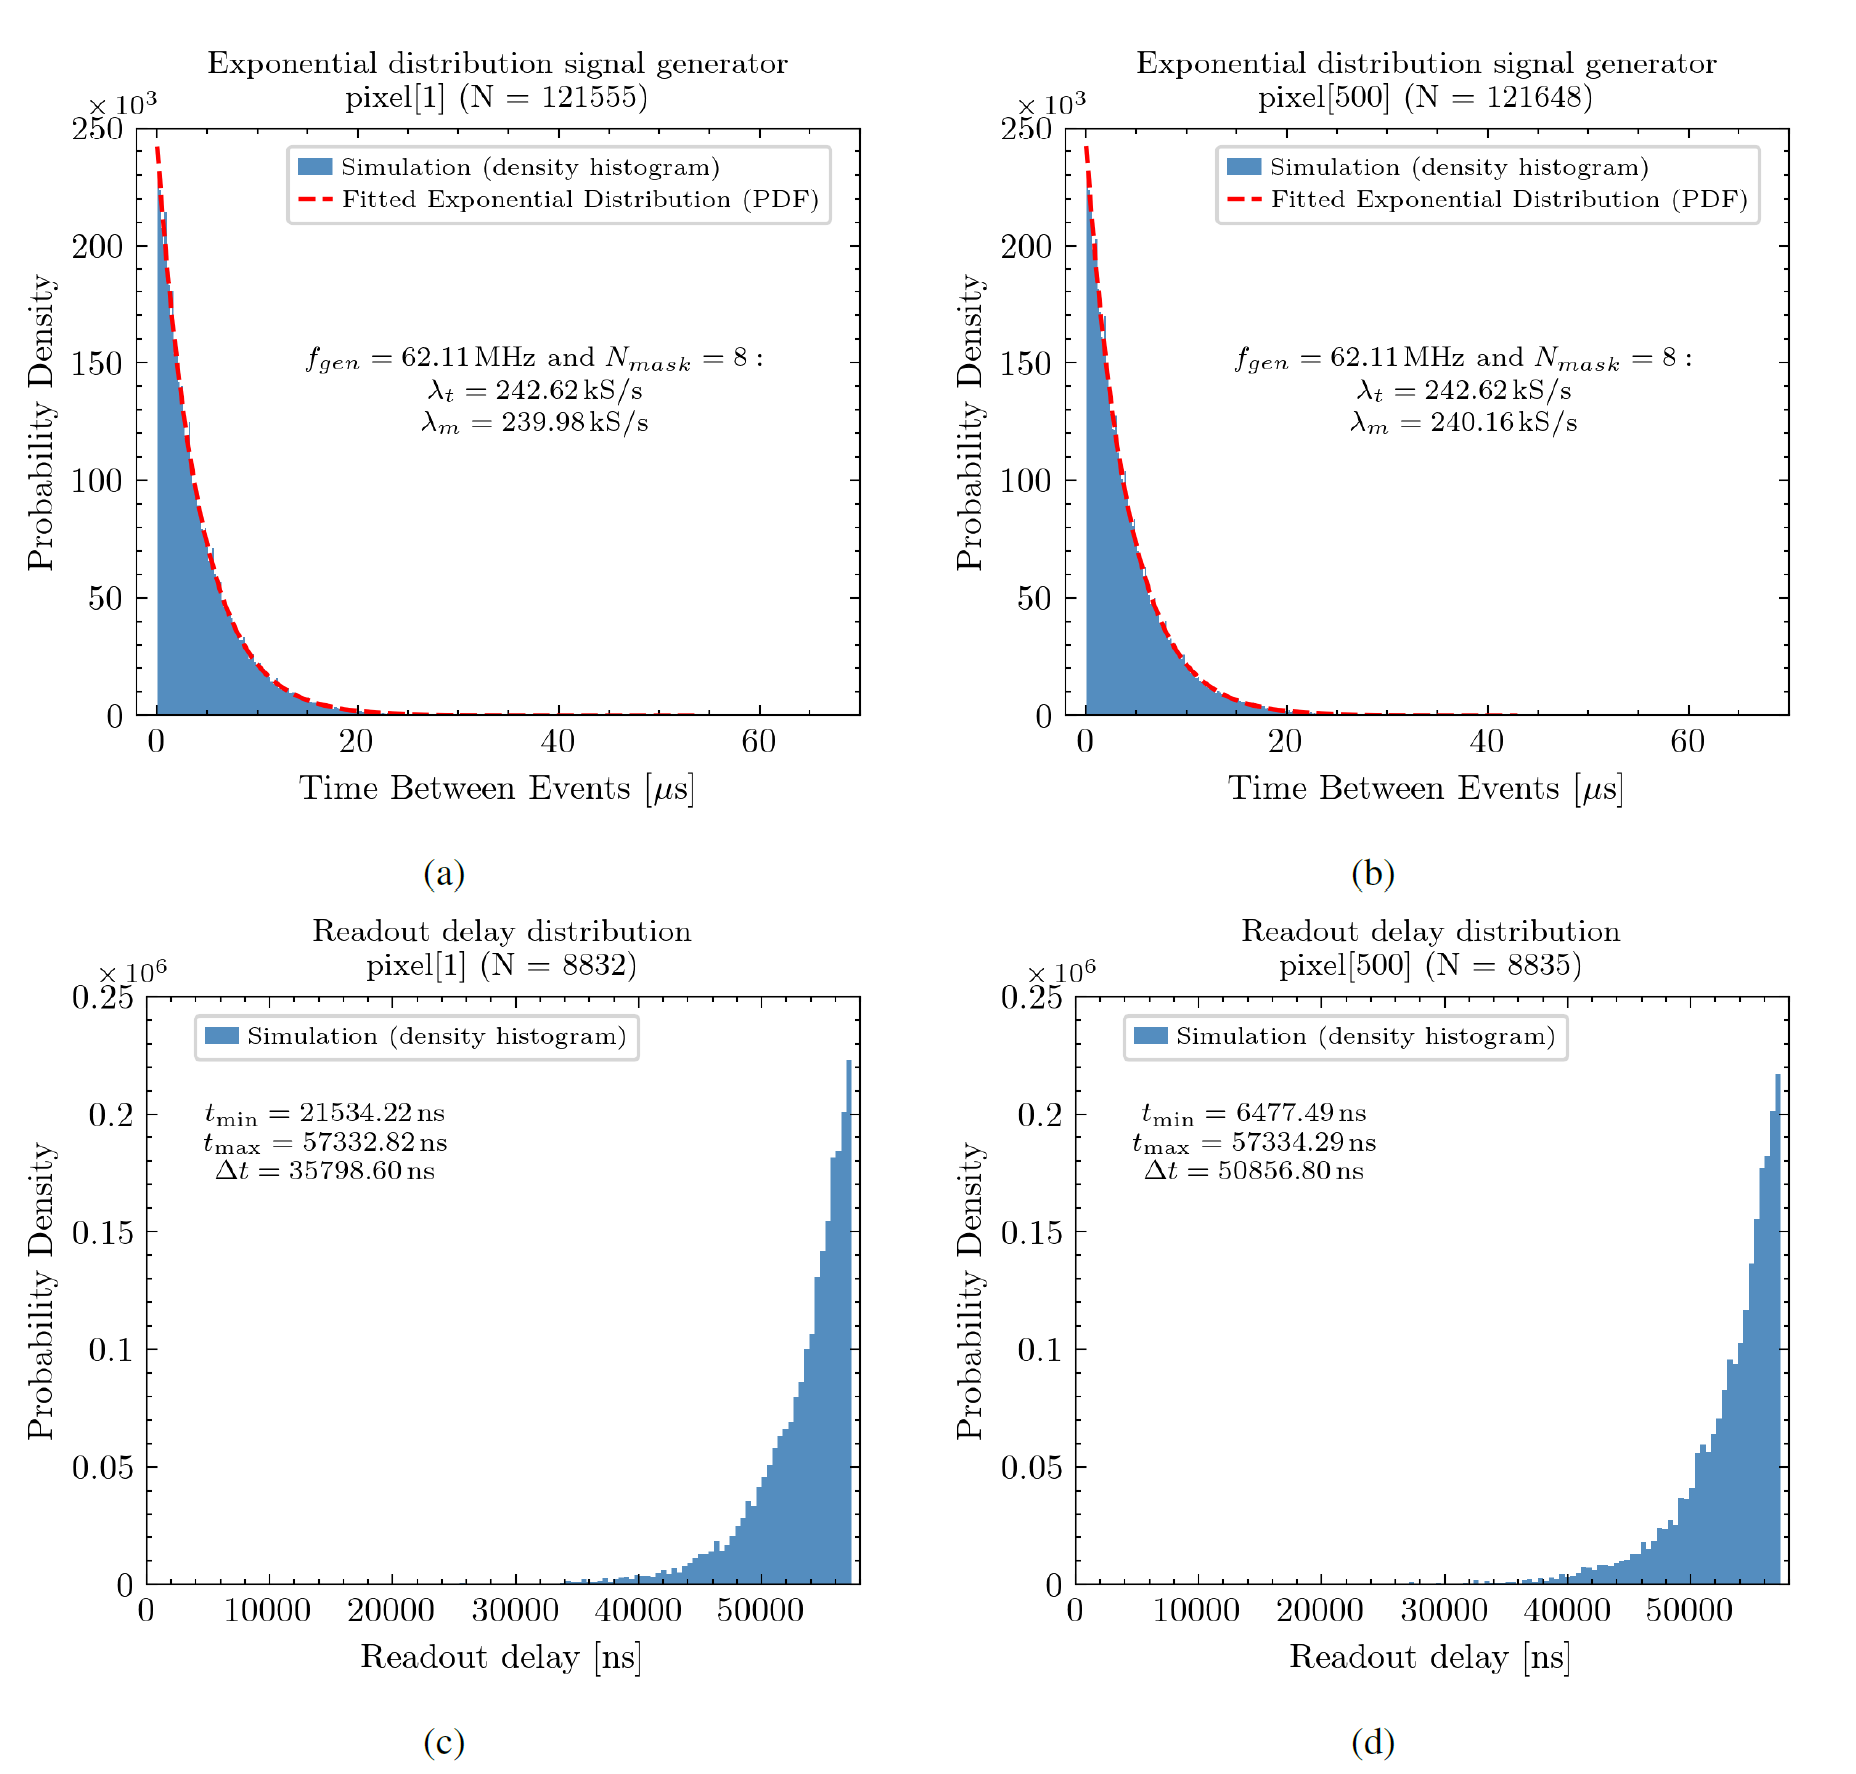 Exponential distribution signal generator
pixel[1] (N = 121555)
×10³
250
200
150
100
50
0
Probability Density
Simulation (density histogram)
Fitted Exponential Distribution (PDF)
f_gen = 62.11 MHz and N_mask = 8 :
λ_t = 242.62 kS/s
λ_m = 239.98 kS/s
0 20 40 60
Time Between Events [μs]
(a)
Exponential distribution signal generator
pixel[500] (N = 121648)
×10³
250
200
150
100
50
0
Probability Density
Simulation (density histogram)
Fitted Exponential Distribution (PDF)
f_gen = 62.11 MHz and N_mask = 8 :
λ_t = 242.62 kS/s
λ_m = 240.16 kS/s
0 20 40 60
Time Between Events [μs]
(b)
Readout delay distribution
pixel[1] (N = 8832)
×10⁶
0.25
0.2
0.15
0.1
0.05
0
Probability Density
Simulation (density histogram)
t_min = 21534.22 ns
t_max = 57332.82 ns
Δt = 35798.60 ns
0 10000 20000 30000 40000 50000
Readout delay [ns]
(c)
Readout delay distribution
pixel[500] (N = 8835)
×10⁶
0.25
0.2
0.15
0.1
0.05
0
Probability Density
Simulation (density histogram)
t_min = 6477.49 ns
t_max = 57334.29 ns
Δt = 50856.80 ns
0 10000 20000 30000 40000 50000
Readout delay [ns]
(d)